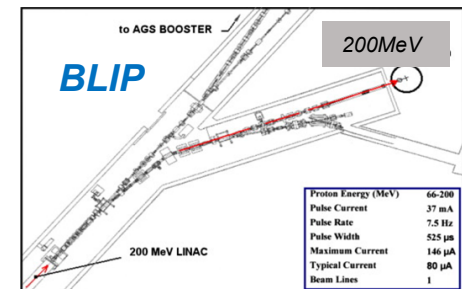 to AGS BOOSTER
200MeV
BLIP
Proton Energy (MeV) 66-200
Pulse Current 37 mA
Pulse Rate 7.5 Hz
Pulse Width 525 µs
Maximum Current 146 µA
Typical Current 80 µA
Beam Lines 1
200 MeV LINAC